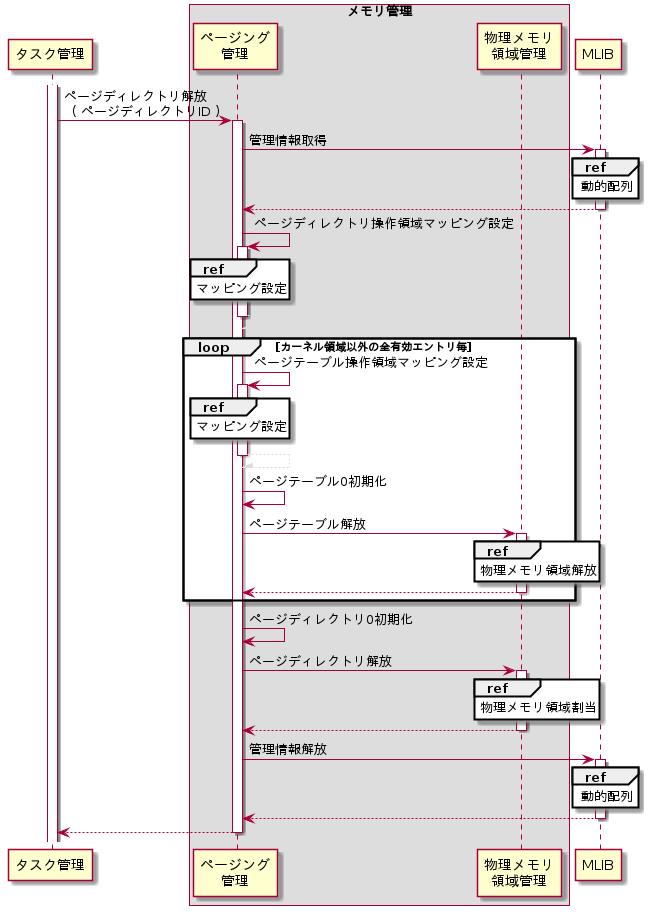 メモリ管理
タスク管理
ページング
管理
物理メモリ
領域管理
MLIB
ページディレクトリ解放
( ページディレクトリID )
管理情報取得
ref
動的配列
ページディレクトリ操作領域マッピング設定
ref
マッピング設定
loop [カーネル領域以外の全有効エントリ毎]
ページテーブル操作領域マッピング設定
ref
マッピング設定
ページテーブル0初期化
ページテーブル解放
ref
物理メモリ領域解放
ページディレクトリ0初期化
ページディレクトリ解放
ref
物理メモリ領域割当
管理情報解放
ref
動的配列
タスク管理
ページング
管理
物理メモリ
領域管理
MLIB